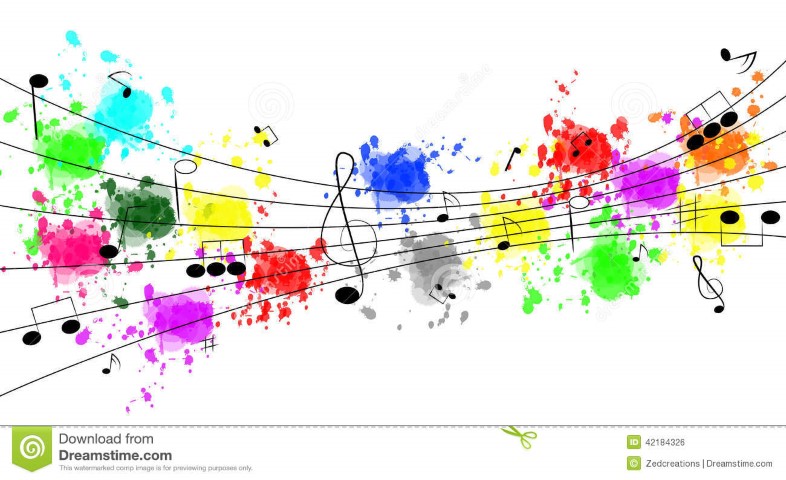 Download from
Dreamstime.com
This watermarked comp image is for previewing purposes only.
ID 42184326
© Zedcreations | Dreamstime.com